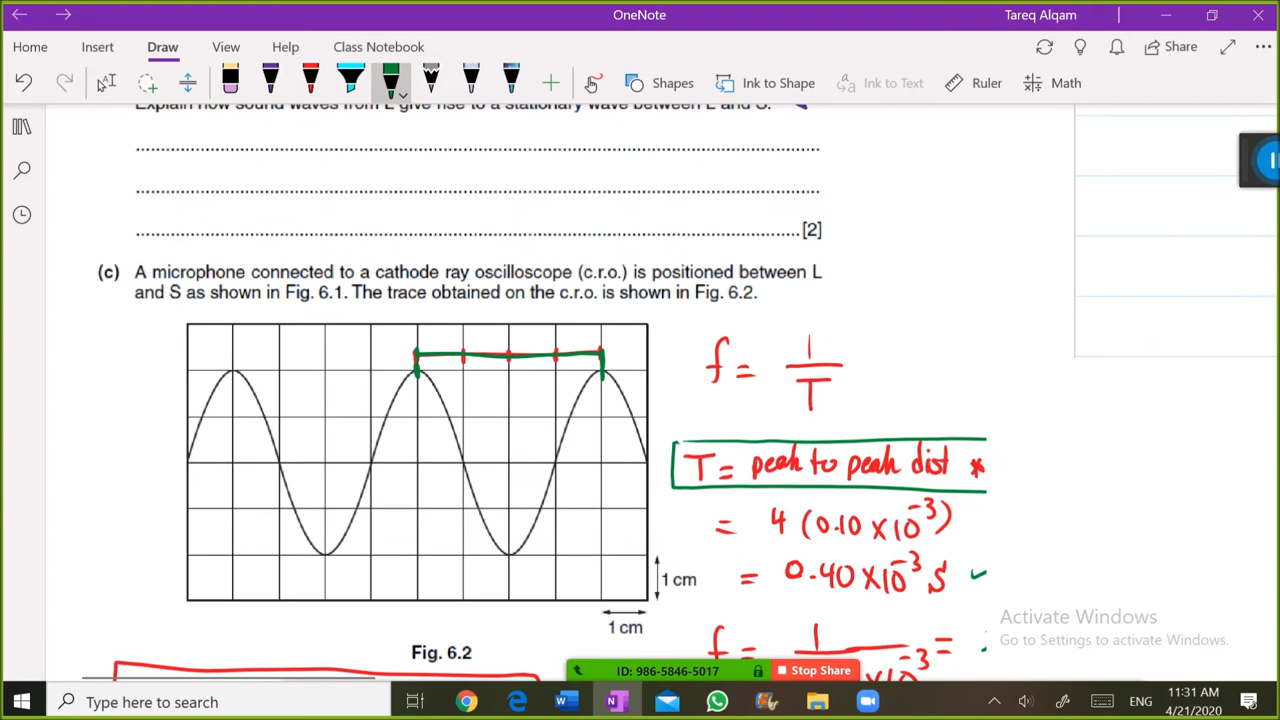 OneNote
Tareq Alqam
Home Insert Draw View Help Class Notebook Share
Shapes Ink to Shape Ink to Text Ruler Math
Explain how sound waves from L give rise to a stationary wave between L and S.
[2]
(c) A microphone connected to a cathode ray oscilloscope (c.r.o.) is positioned between L
and S as shown in Fig. 6.1. The trace obtained on the c.r.o. is shown in Fig. 6.2.
f = 1/T
T = peak to peak dist *
= 4 (0.10 x 10⁻³)
= 0.40 x 10⁻³ s ✓
1 cm
1 cm
f = 1 =
x10⁻³
Fig. 6.2
Activate Windows
Go to Settings to activate Windows.
ID: 986-5846-5017 Stop Share
Type here to search
ENG
11:31 AM
4/21/2020